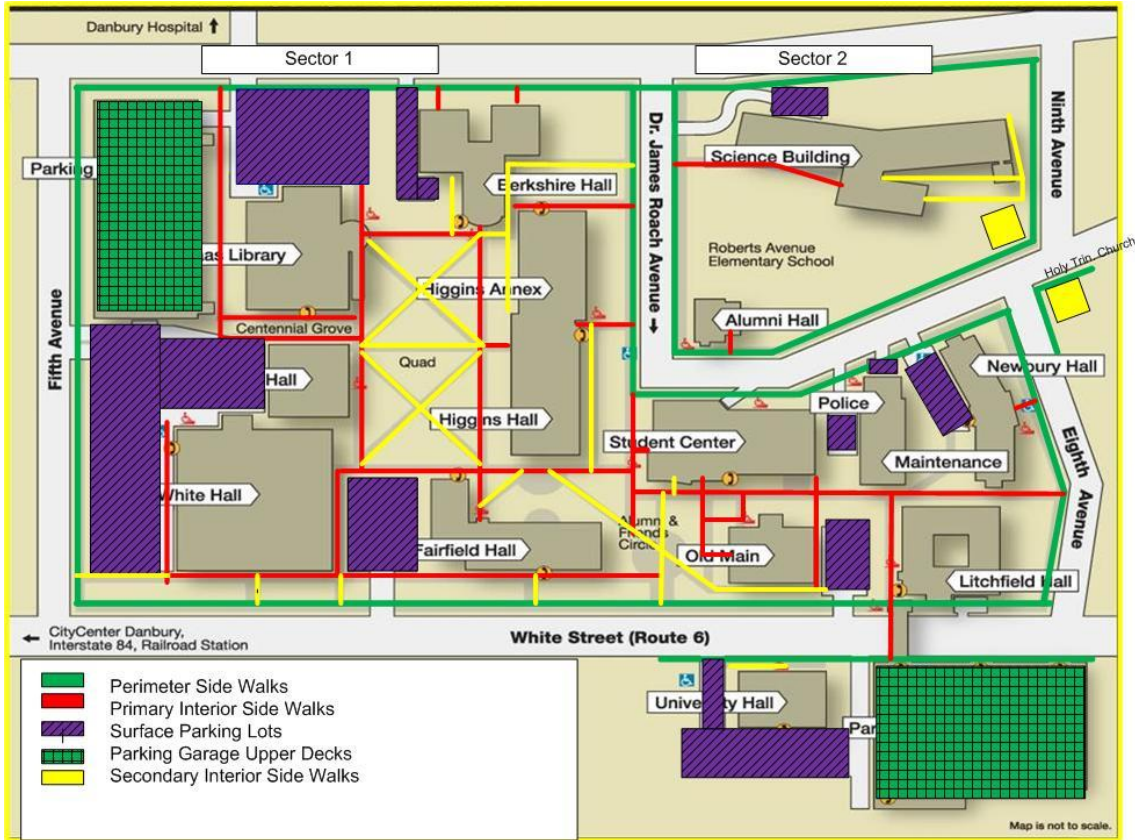 Danbury Hospital
Sector 1
Sector 2
Parking
Berkshire Hall
Dr. James Roach Avenue
Science Building
Ninth Avenue
Roberts Avenue
Elementary School
Holy Trin. Church
as Library
Higgins Annex
Centennial Grove
Alumni Hall
Fifth Avenue
Quad
Hall
Newbury Hall
Police
Higgins Hall
Student Center
Maintenance
Eighth Avenue
White Hall
Alumni &
Friends
Circle
Fairfield Hall
Old Main
Litchfield Hall
CityCenter Danbury,
Interstate 84, Railroad Station
White Street (Route 6)
Perimeter Side Walks
Primary Interior Side Walks
Surface Parking Lots
Parking Garage Upper Decks
Secondary Interior Side Walks
Hall
Map is not to scale.